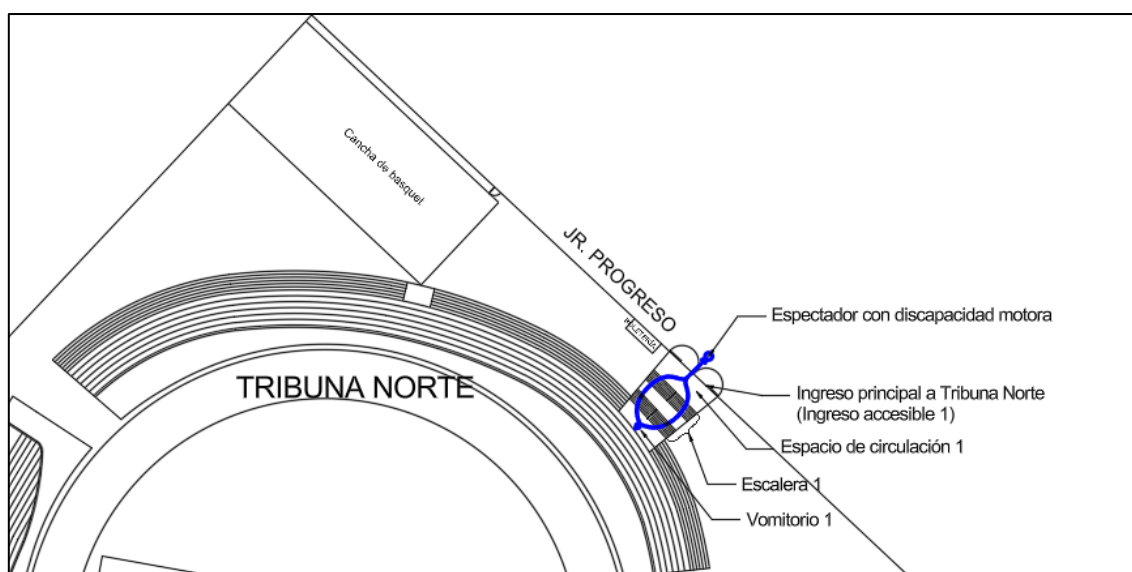 Cancha de basquet
JR. PROGRESO
BOLETERIA
Espectador con discapacidad motora
TRIBUNA NORTE
Ingreso principal a Tribuna Norte
(Ingreso accesible 1)
Espacio de circulación 1
Escalera 1
Vomitorio 1